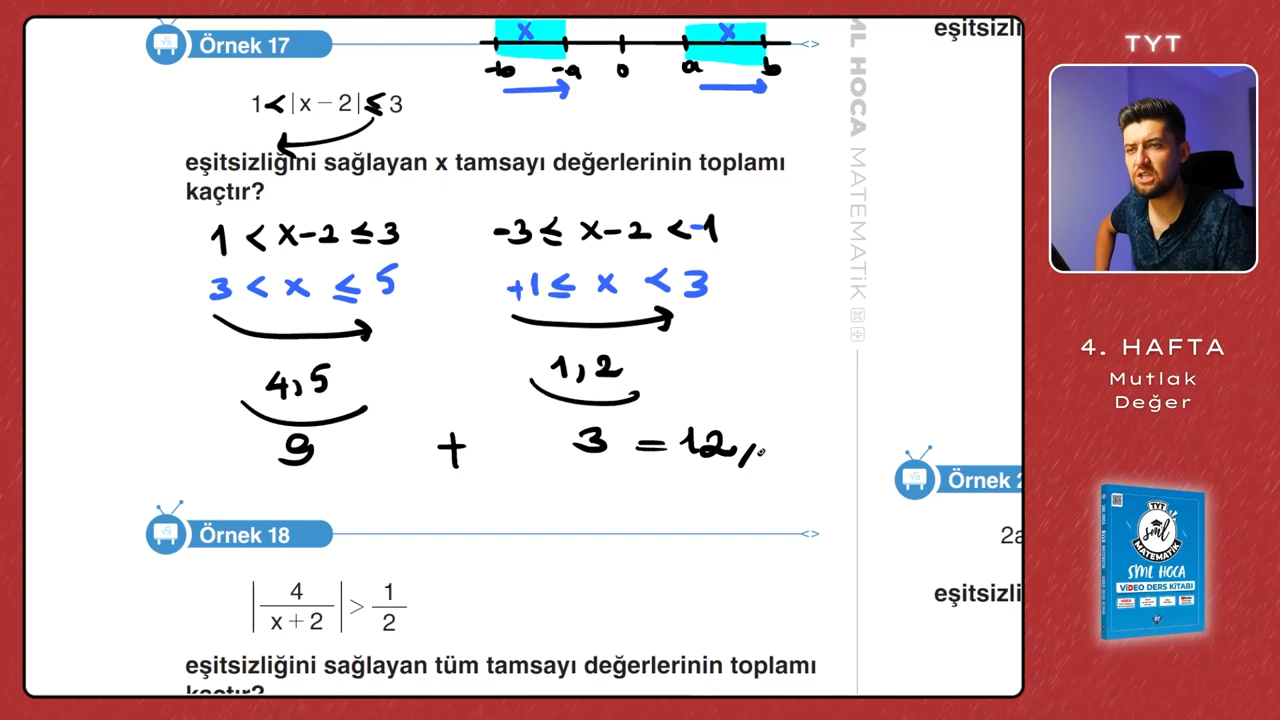 Örnek 17
x
x
-b -a 0 a b
1 < |x − 2| ≤ 3
eşitsizliğini sağlayan x tamsayı değerlerinin toplamı
kaçtır?
1 < x-2 ≤ 3
-3 ≤ x-2 < -1
3 < x ≤ 5
+1 ≤ x < 3
4,5
1,2
9 + 3 = 12
Örnek 18
|4/(x + 2)| > 1/2
eşitsizliğini sağlayan tüm tamsayı değerlerinin toplamı
kaçtır?
ML HOCA MATEMATİK
eşitsizli
Örnek 2
2a
eşitsizli
TYT
4. HAFTA
Mutlak
Değer
TYT
sml
MATEMATİK
SML HOCA
VİDEO DERS KİTABI